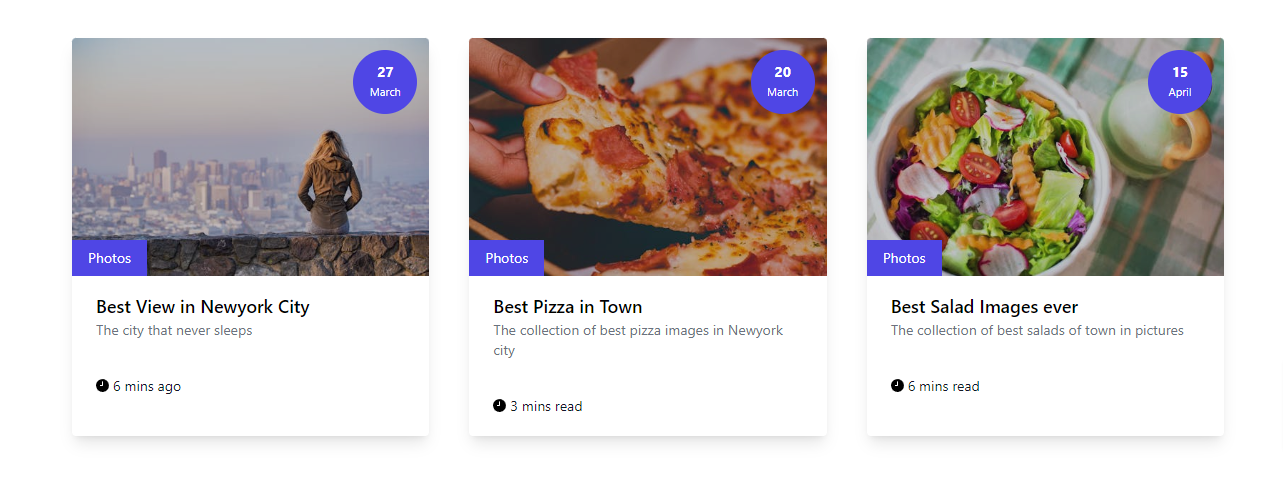 27
March
Photos
Best View in Newyork City
The city that never sleeps
6 mins ago
20
March
Photos
Best Pizza in Town
The collection of best pizza images in Newyork
city
3 mins read
15
April
Photos
Best Salad Images ever
The collection of best salads of town in pictures
6 mins read